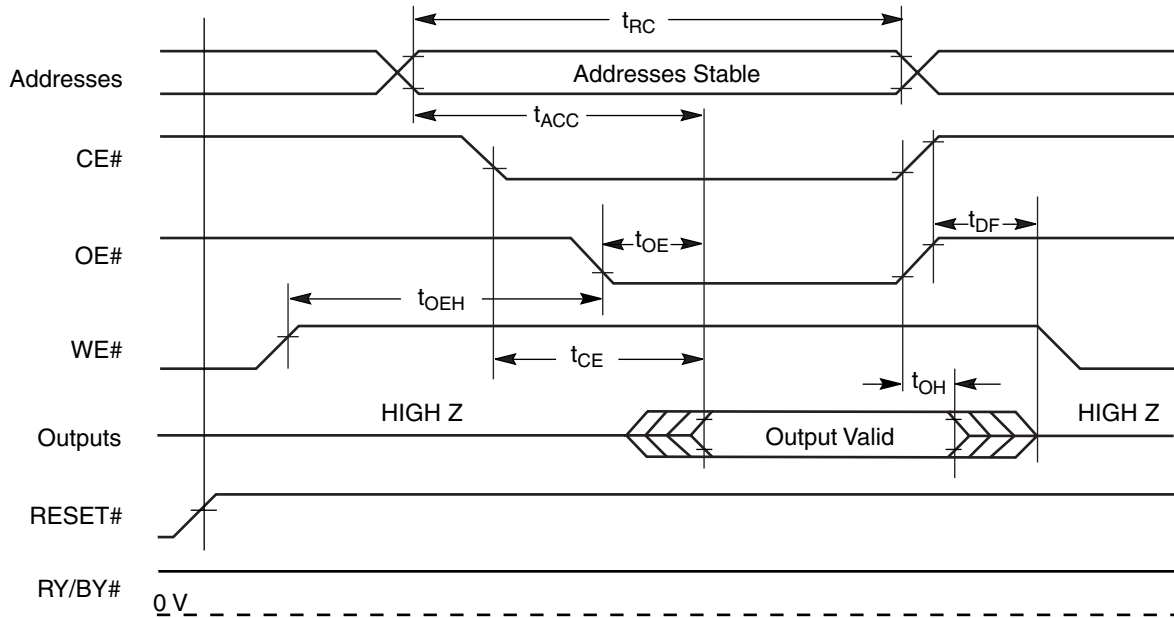 tRC
Addresses
Addresses Stable
tACC
CE#
tDF
OE#
tOE
tOEH
WE#
tCE
tOH
HIGH Z
HIGH Z
Outputs
Output Valid
RESET#
RY/BY#
0 V